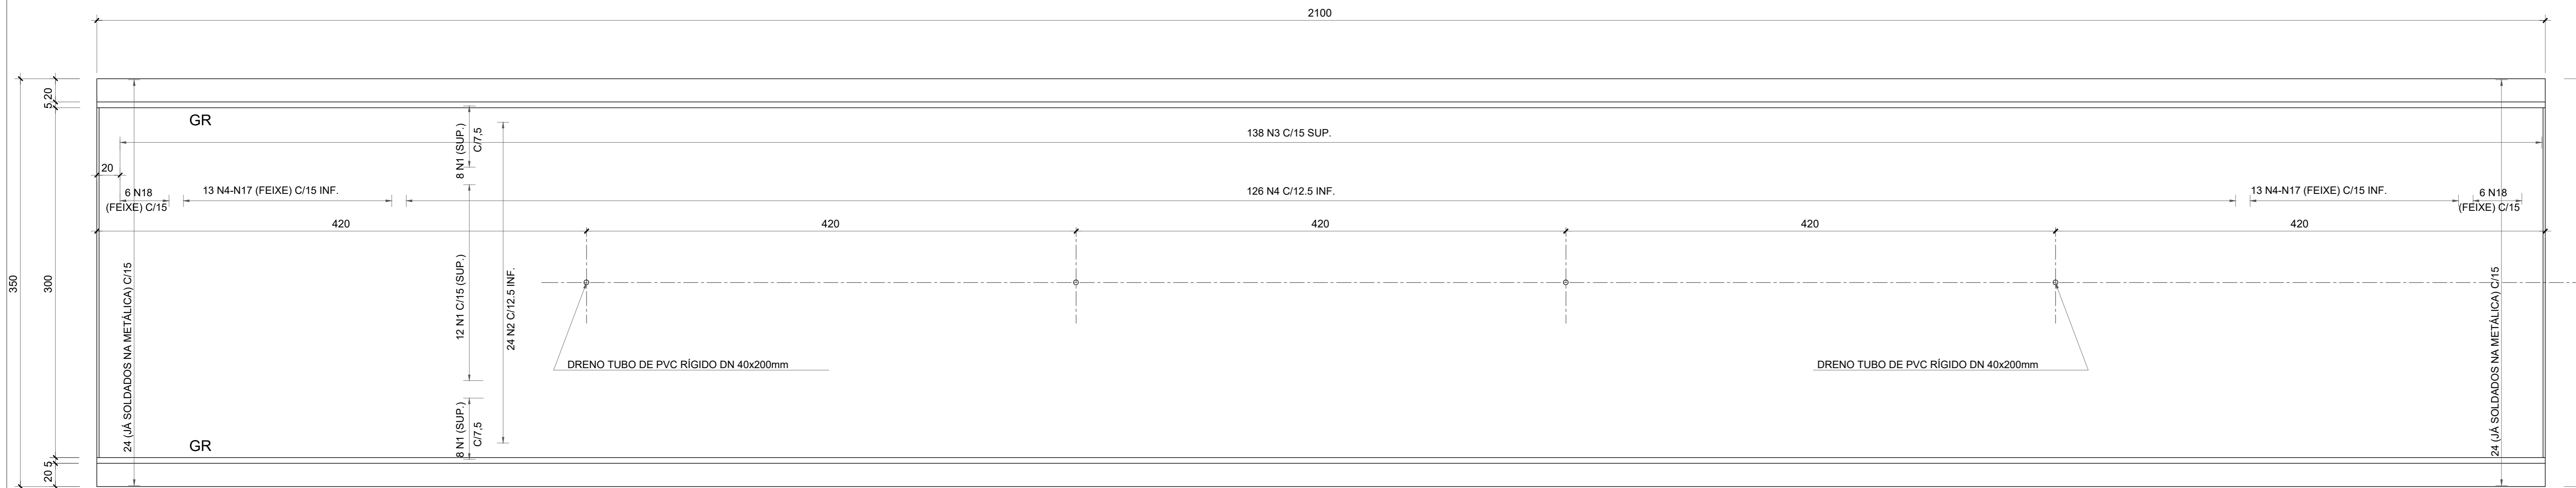 2100
20
5
GR
8 N1 (SUP.)
C/7,5
138 N3 C/15 SUP.
20
6 N18
(FEIXE) C/15
13 N4-N17 (FEIXE) C/15 INF.
126 N4 C/12.5 INF.
13 N4-N17 (FEIXE) C/15 INF.
6 N18
(FEIXE) C/15
420
420
420
420
420
350
300
24 (JÁ SOLDADOS NA METÁLICA) C/15
12 N1 C/15 (SUP.)
24 N2 C/12.5 INF.
24 (JÁ SOLDADOS NA METÁLICA) C/15
DRENO TUBO DE PVC RÍGIDO DN 40x200mm
DRENO TUBO DE PVC RÍGIDO DN 40x200mm
GR
8 N1 (SUP.)
C/7,5
5
20